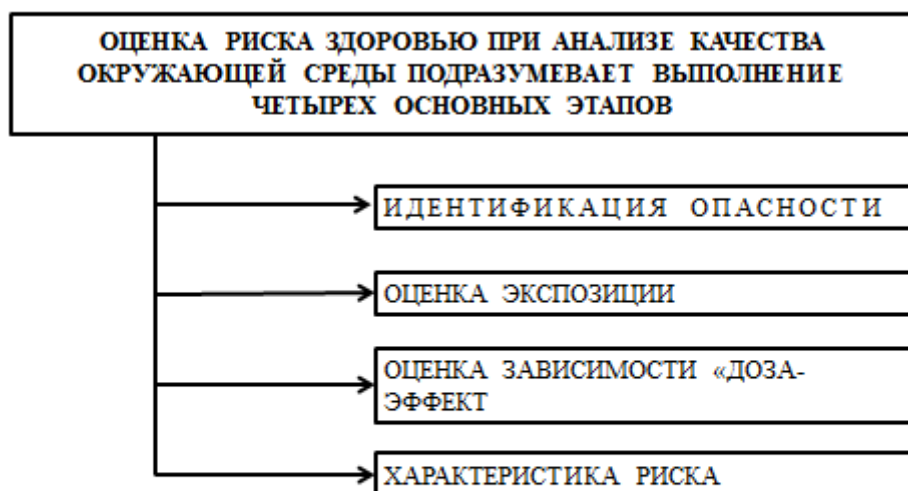 ОЦЕНКА РИСКА ЗДОРОВЬЮ ПРИ АНАЛИЗЕ КАЧЕСТВА
ОКРУЖАЮЩЕЙ СРЕДЫ ПОДРАЗУМЕВАЕТ ВЫПОЛНЕНИЕ
ЧЕТЫРЕХ ОСНОВНЫХ ЭТАПОВ
ИДЕНТИФИКАЦИЯ ОПАСНОСТИ
ОЦЕНКА ЭКСПОЗИЦИИ
ОЦЕНКА ЗАВИСИМОСТИ «ДОЗА-
ЭФФЕКТ
ХАРАКТЕРИСТИКА РИСКА